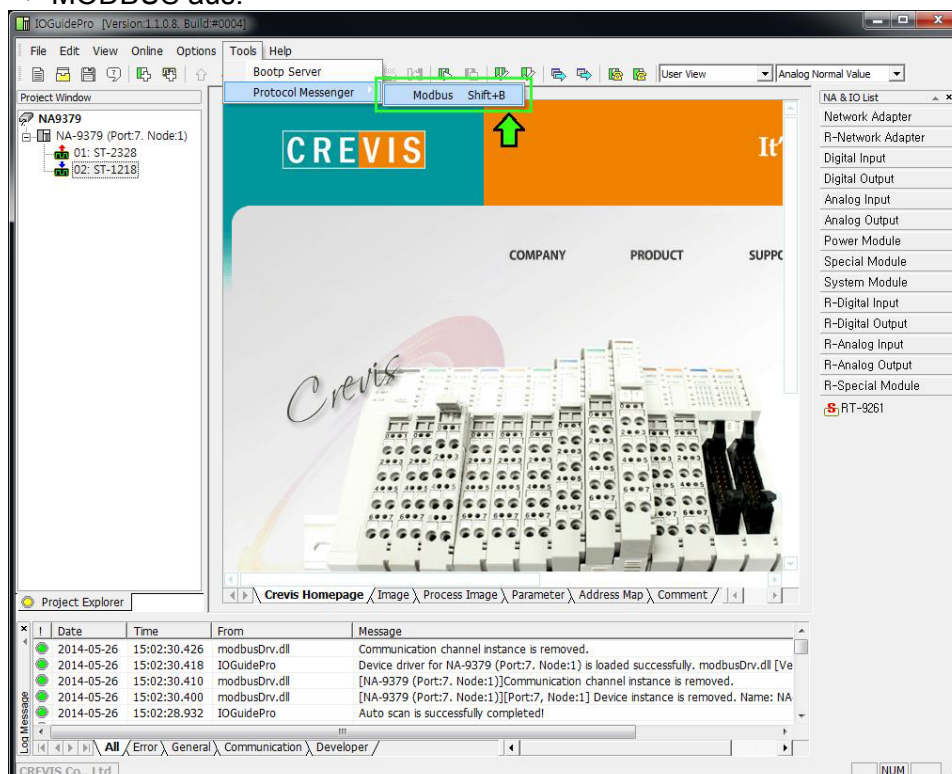 MODBUS aus.
IOGuidePro [Version:1.1.0.8. Build:#0004]
File Edit View Online Options Tools Help
Bootp Server
Protocol Messenger
Modbus Shift+B
User View
Analog Normal Value
Project Window
NA9379
NA-9379 (Port:7. Node:1)
01: ST-2328
02: ST-1218
Project Explorer
CREVIS
It'
COMPANY PRODUCT SUPPC
Crevis
Crevis Homepage Image Process Image Parameter Address Map Comment
NA & IO List
Network Adapter
R-Network Adapter
Digital Input
Digital Output
Analog Input
Analog Output
Power Module
Special Module
System Module
R-Digital Input
R-Digital Output
R-Analog Input
R-Analog Output
R-Special Module
S RT-9261
! Date Time From Message
2014-05-26 15:02:30.426 modbusDrv.dll Communication channel instance is removed.
2014-05-26 15:02:30.418 IOGuidePro Device driver for NA-9379 (Port:7. Node:1) is loaded successfully. modbusDrv.dll [Ve
2014-05-26 15:02:30.410 modbusDrv.dll [NA-9379 (Port:7. Node:1)]Communication channel instance is removed.
2014-05-26 15:02:30.400 modbusDrv.dll [NA-9379 (Port:7. Node:1)][Port:7, Node:1] Device instance is removed. Name: NA
2014-05-26 15:02:28.932 IOGuidePro Auto scan is successfully completed!
Log Message
All Error General Communication Developer
CREVIS Co., Ltd
NUM